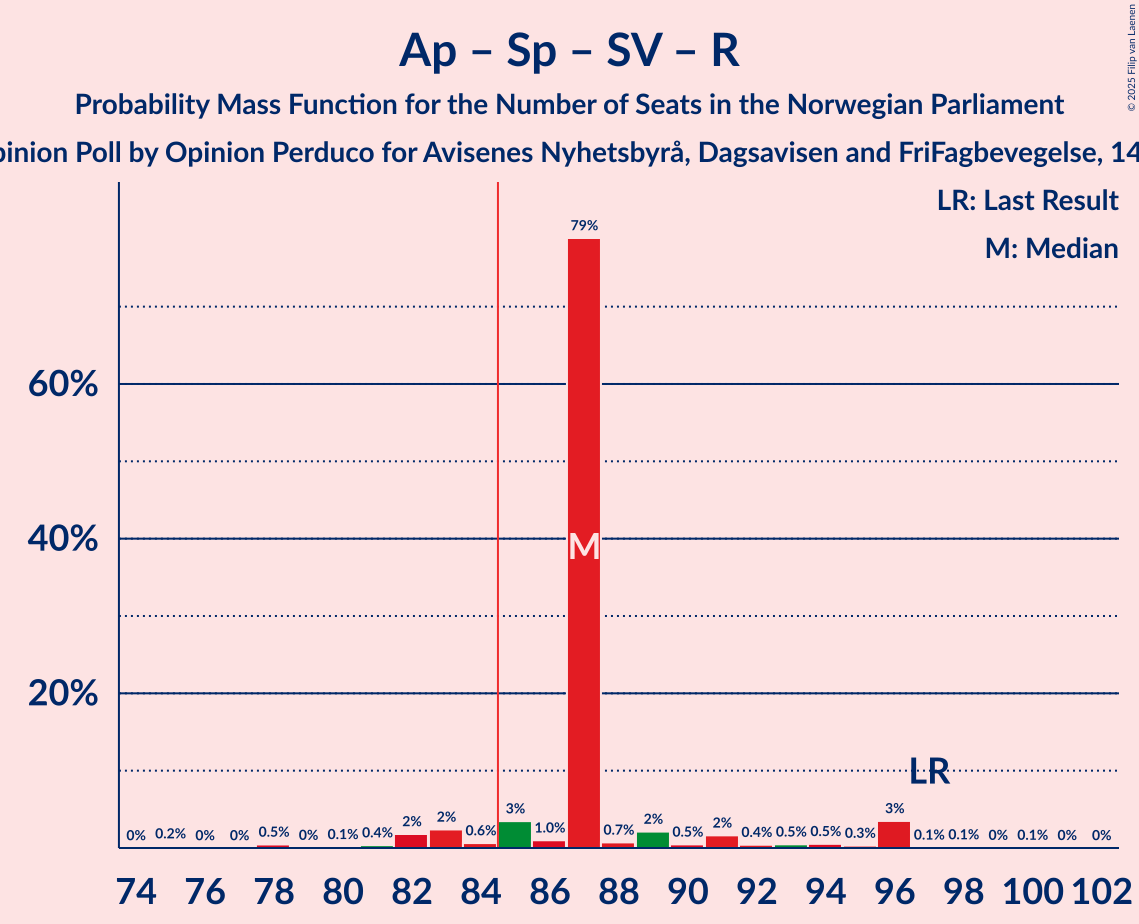 Ap – Sp – SV – R
Probability Mass Function for the Number of Seats in the Norwegian Parliament
pinion Poll by Opinion Perduco for Avisenes Nyhetsbyrå, Dagsavisen and FriFagbevegelse, 14
© 2025 Filip van Laenen
LR: Last Result
M: Median
60%
40%
20%
0% 0.2% 0% 0% 0.5% 0% 0.1% 0.4% 2% 2% 0.6% 3% 1.0% 79% 0.7% 2% 0.5% 2% 0.4% 0.5% 0.5% 0.3% 3% 0.1% 0.1% 0% 0.1% 0% 0%
M
LR
74 76 78 80 82 84 86 88 90 92 94 96 98 100 102